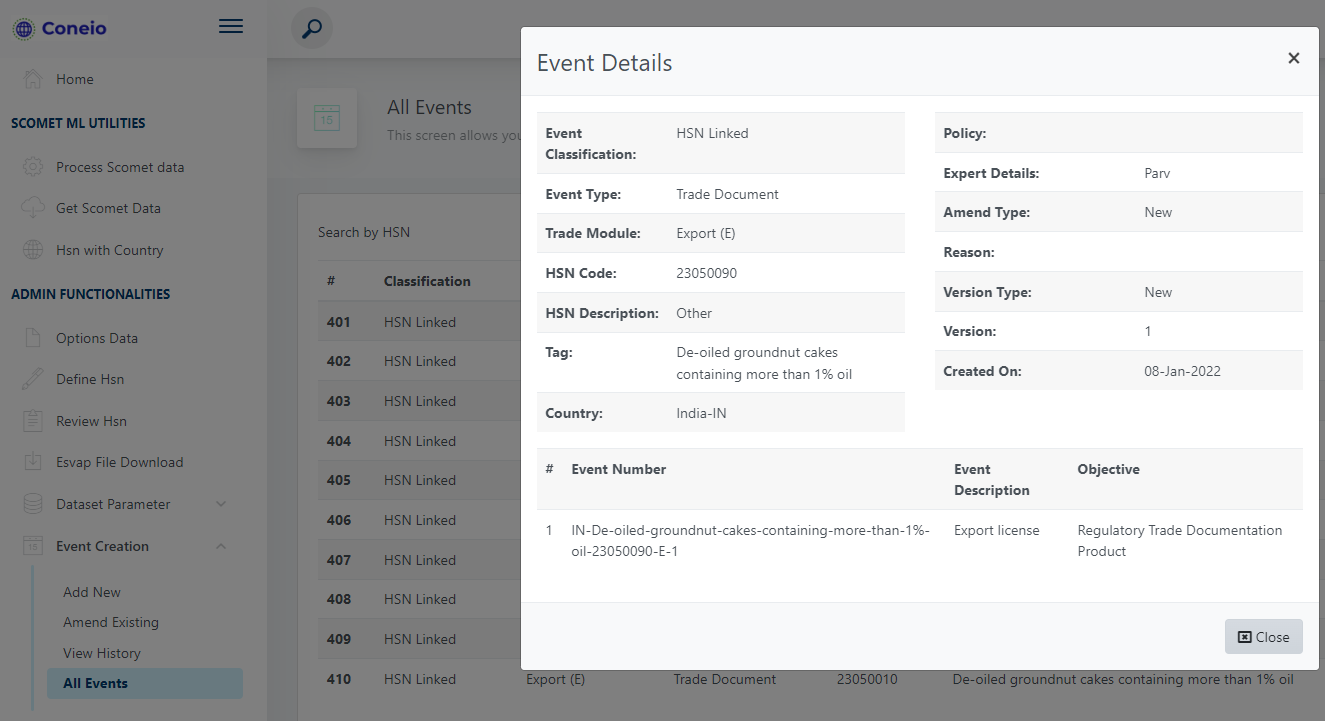 Coneio
Home
SCOMET ML UTILITIES
Process Scomet data
Get Scomet Data
Hsn with Country
ADMIN FUNCTIONALITIES
Options Data
Define Hsn
Review Hsn
Esvap File Download
Dataset Parameter
15
Event Creation
Add New
Amend Existing
View History
All Events
15
All Events
This screen allows you
Search by HSN
# Classification
401 HSN Linked
402 HSN Linked
403 HSN Linked
404 HSN Linked
405 HSN Linked
406 HSN Linked
407 HSN Linked
408 HSN Linked
409 HSN Linked
410 HSN Linked Export (E) Trade Document 23050010 De-oiled groundnut cakes containing more than 1% oil
Event Details
×
Event HSN Linked
Classification:
Event Type: Trade Document
Trade Module: Export (E)
HSN Code: 23050090
HSN Description: Other
Tag: De-oiled groundnut cakes
containing more than 1% oil
Country: India-IN
Policy:
Expert Details: Parv
Amend Type: New
Reason:
Version Type: New
Version: 1
Created On: 08-Jan-2022
# Event Number Event Objective
Description
1 IN-De-oiled-groundnut-cakes-containing-more-than-1%- Export license Regulatory Trade Documentation
oil-23050090-E-1 Product
Close